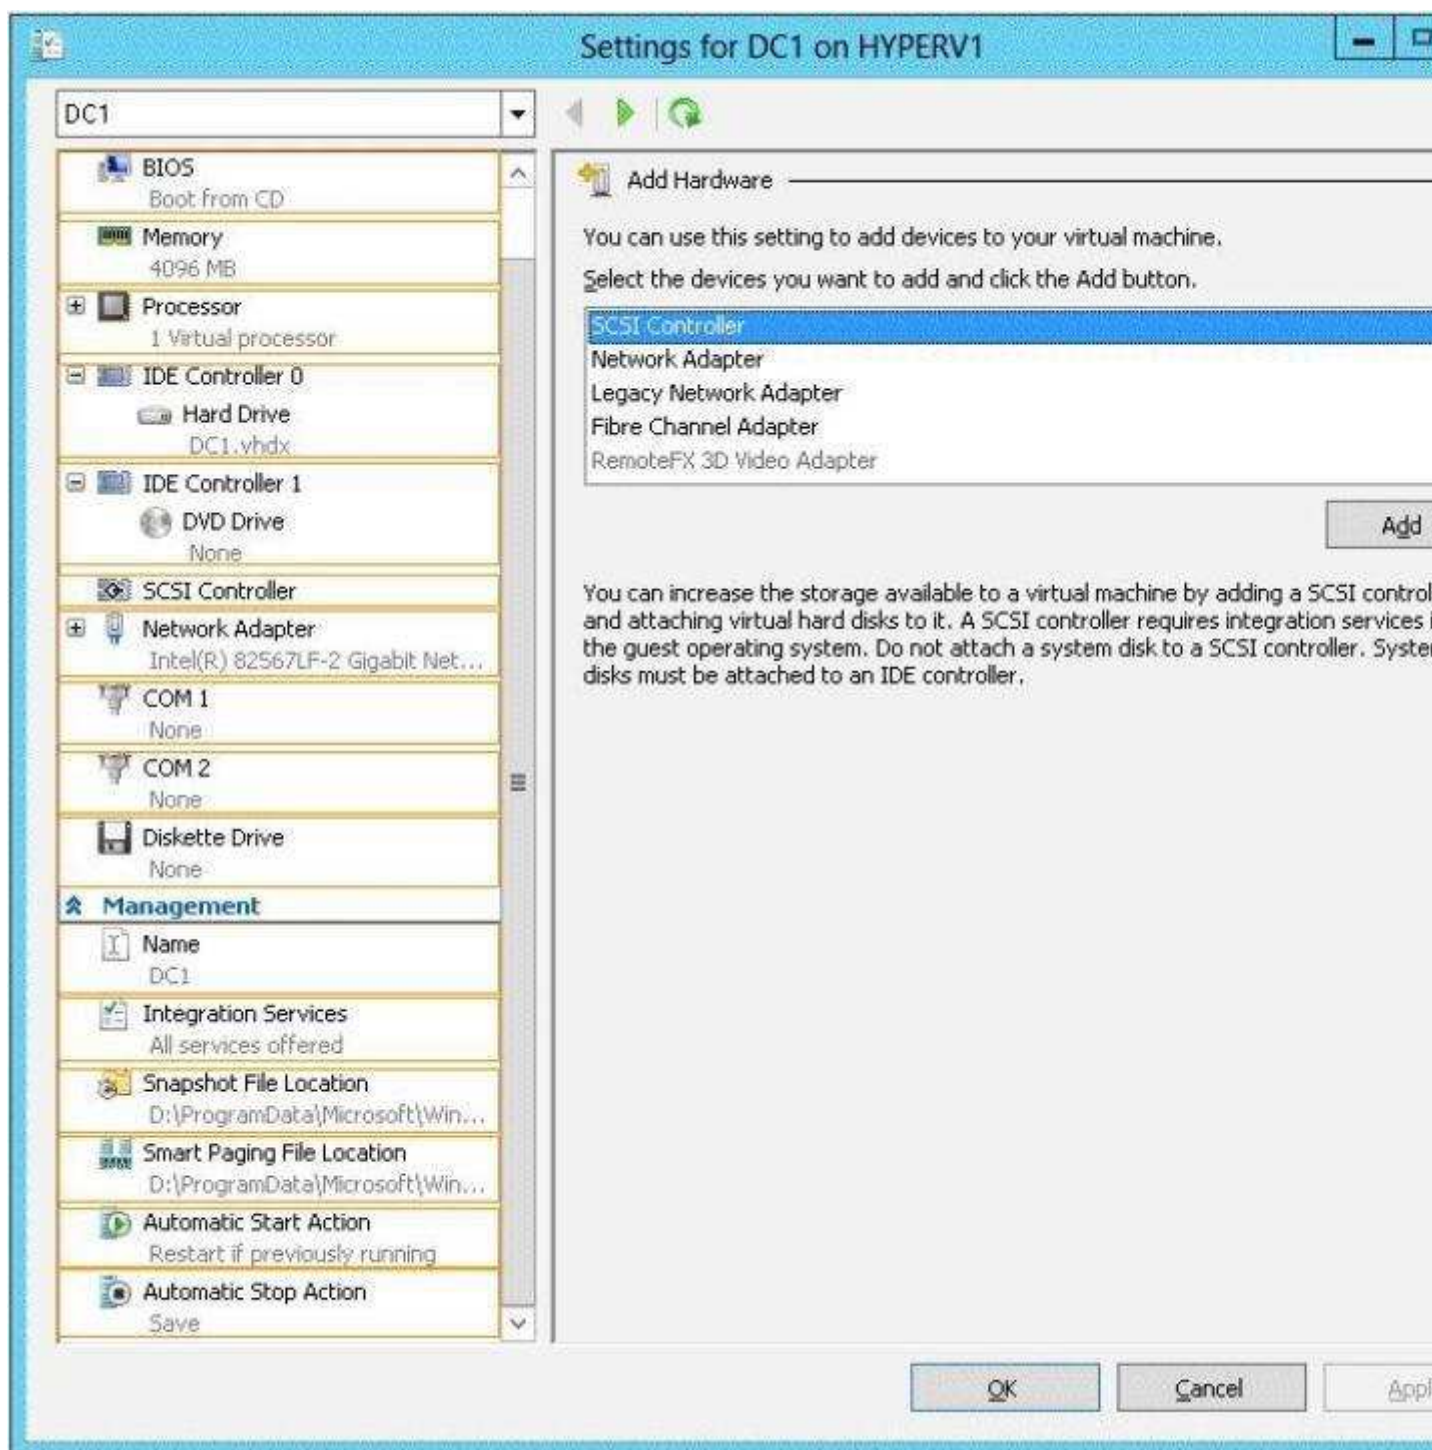 Settings for DC1 on HYPERV1
DC1
BIOS
Boot from CD
Memory
4096 MB
Processor
1 Virtual processor
IDE Controller 0
Hard Drive
DC1.vhdx
IDE Controller 1
DVD Drive
None
SCSI Controller
Network Adapter
Intel(R) 82567LF-2 Gigabit Net...
COM 1
None
COM 2
None
Diskette Drive
None
Management
Name
DC1
Integration Services
All services offered
Snapshot File Location
D:\ProgramData\Microsoft\Win...
Smart Paging File Location
D:\ProgramData\Microsoft\Win...
Automatic Start Action
Restart if previously running
Automatic Stop Action
Save
Add Hardware
You can use this setting to add devices to your virtual machine.
Select the devices you want to add and click the Add button.
SCSI Controller
Network Adapter
Legacy Network Adapter
Fibre Channel Adapter
RemoteFX 3D Video Adapter
Add
You can increase the storage available to a virtual machine by adding a SCSI control
and attaching virtual hard disks to it. A SCSI controller requires integration services i
the guest operating system. Do not attach a system disk to a SCSI controller. Syste
disks must be attached to an IDE controller.
OK
Cancel
Appl